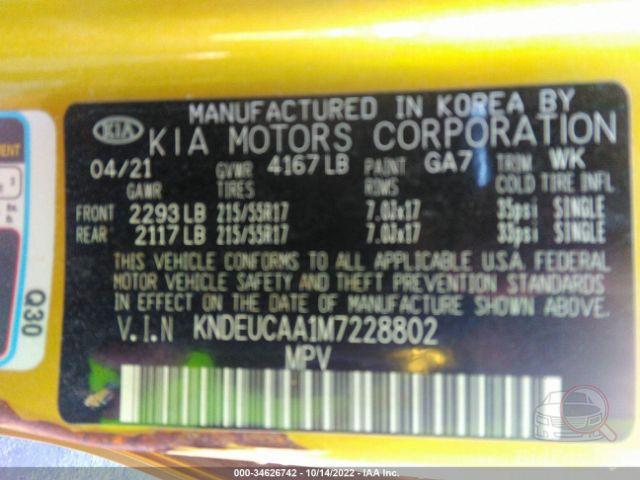 MANUFACTURED IN KOREA BY
KIA KIA MOTORS CORPORATION
04/21 GVWR 4167 LB PAINT GA7 TRIM WK
GAWR TIRES RIMS COLD TIRE INFL
FRONT 2293 LB 215/55R17 7.0Jx17 33psi SINGLE
REAR 2117 LB 215/55R17 7.0Jx17 33psi SINGLE
THIS VEHICLE CONFORMS TO ALL APPLICABLE U.S.A. FEDERAL
MOTOR VEHICLE SAFETY AND THEFT PREVENTION STANDARDS
IN EFFECT ON THE DATE OF MANUFACTURE SHOWN ABOVE.
V.I.N KNDEUCAA1M7228802
MPV
Q30
000-34626742 - 10/14/2022 - IAA Inc.